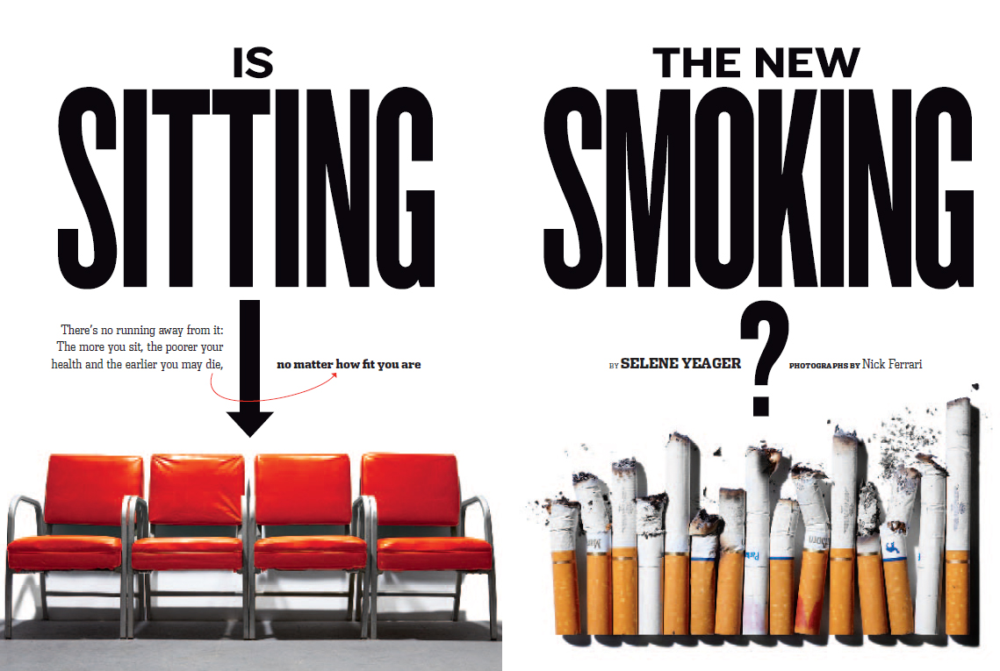 IS
SITTING
There's no running away from it:
The more you sit, the poorer your
health and the earlier you may die,
no matter how fit you are
THE NEW
SMOKING
?
BY SELENE YEAGER
PHOTOGRAPHS BY Nick Ferrari